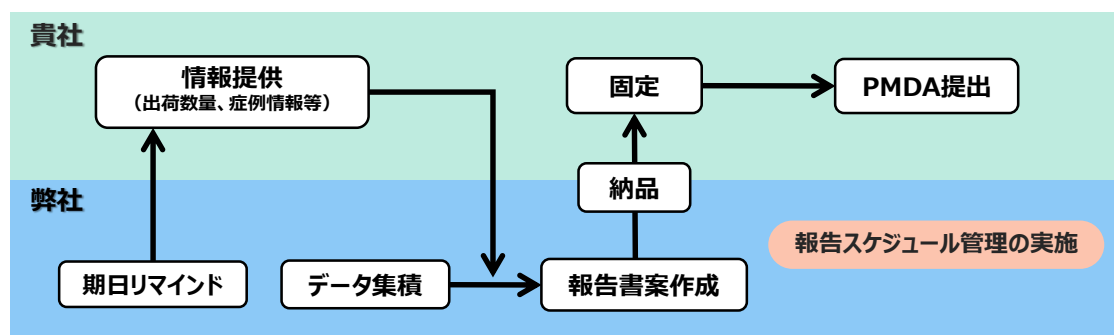 貴社
情報提供
（出荷数量、症例情報等）
固定
PMDA提出
納品
弊社
報告スケジュール管理の実施
期日リマインド
データ集積
報告書案作成